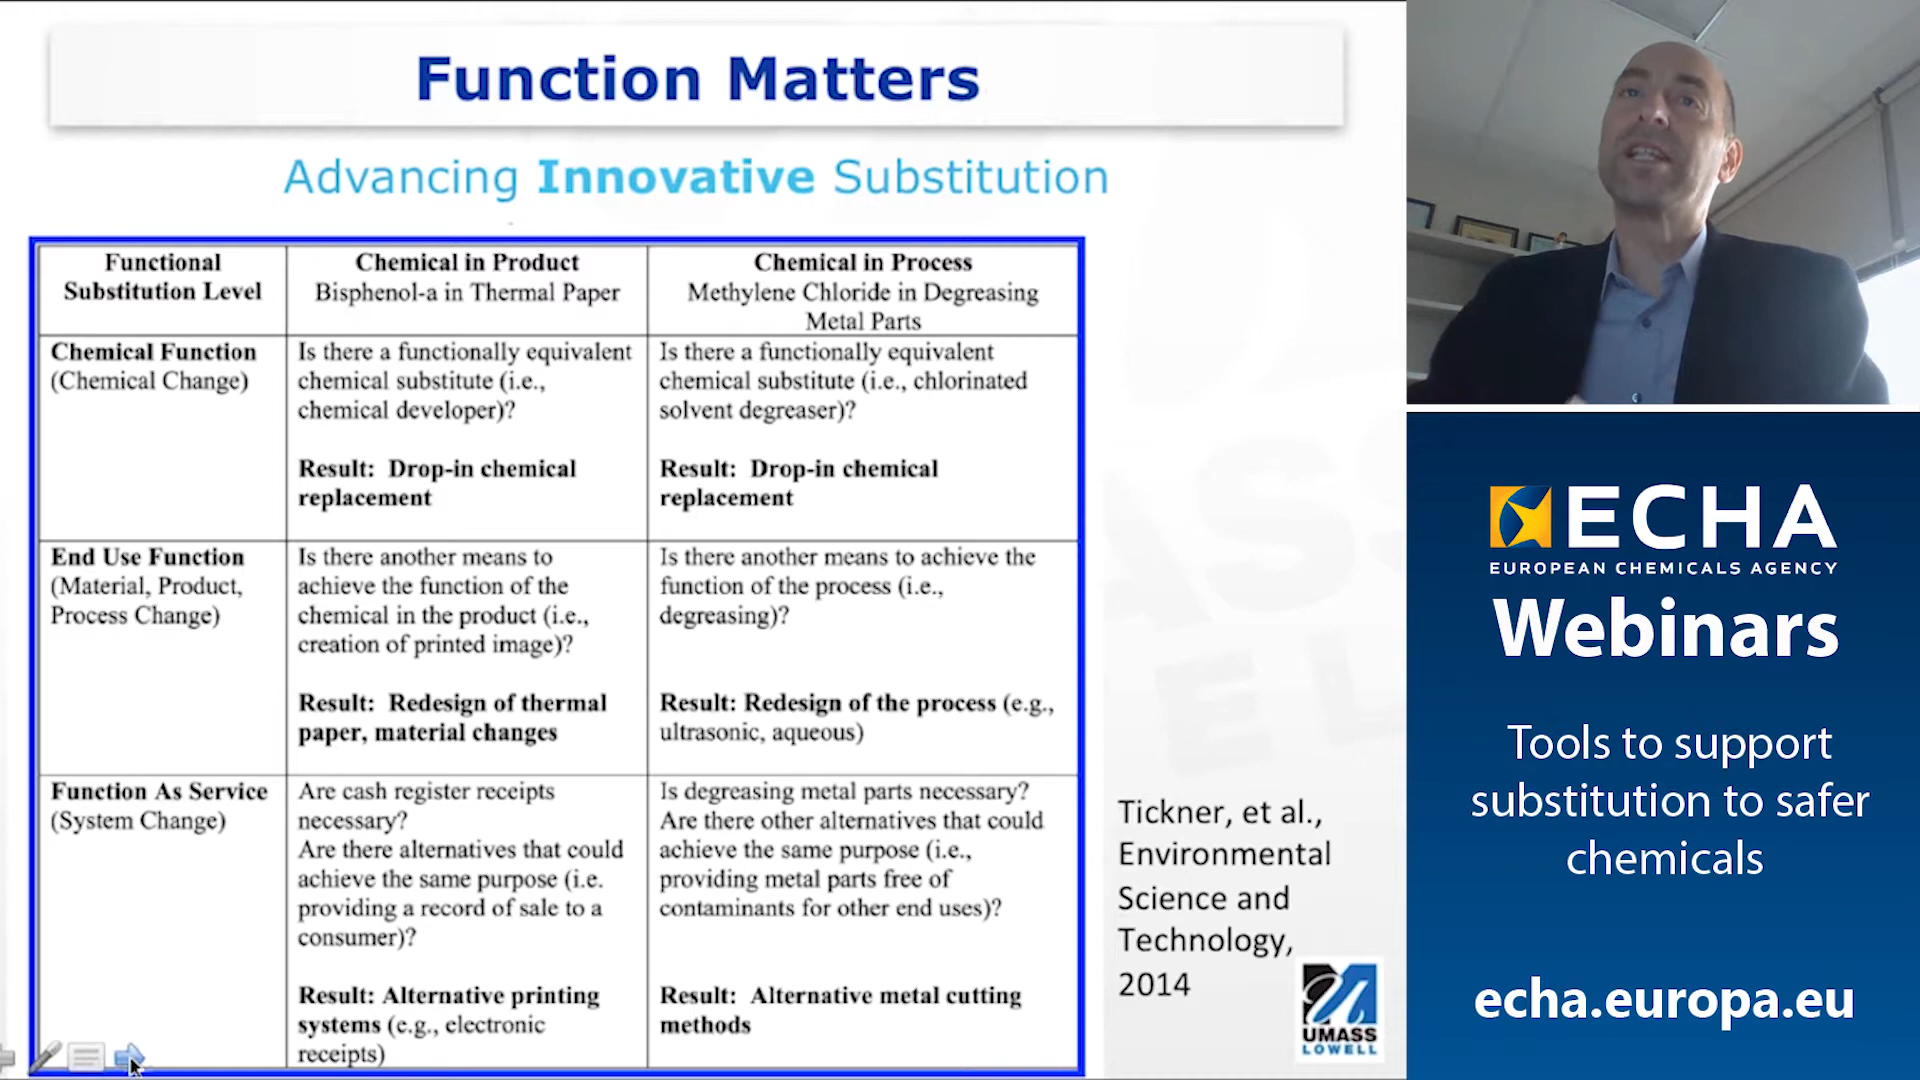 Function Matters
Advancing Innovative Substitution
Functional
Substitution Level
Chemical in Product
Bisphenol-a in Thermal Paper
Chemical in Process
Methylene Chloride in Degreasing
Metal Parts
Chemical Function
(Chemical Change)
Is there a functionally equivalent
chemical substitute (i.e.,
chemical developer)?
Result: Drop-in chemical
replacement
Is there a functionally equivalent
chemical substitute (i.e., chlorinated
solvent degreaser)?
Result: Drop-in chemical
replacement
End Use Function
(Material, Product,
Process Change)
Is there another means to
achieve the function of the
chemical in the product (i.e.,
creation of printed image)?
Result: Redesign of thermal
paper, material changes
Is there another means to achieve the
function of the process (i.e.,
degreasing)?
Result: Redesign of the process (e.g.,
ultrasonic, aqueous)
Function As Service
(System Change)
Are cash register receipts
necessary?
Are there alternatives that could
achieve the same purpose (i.e.
providing a record of sale to a
consumer)?
Result: Alternative printing
systems (e.g., electronic
receipts)
Is degreasing metal parts necessary?
Are there other alternatives that could
achieve the same purpose (i.e.,
providing metal parts free of
contaminants for other end uses)?
Result: Alternative metal cutting
methods
Tickner, et al.,
Environmental
Science and
Technology,
2014
UMASS
LOWELL
ECHA
EUROPEAN CHEMICALS AGENCY
Webinars
Tools to support
substitution to safer
chemicals
echa.europa.eu